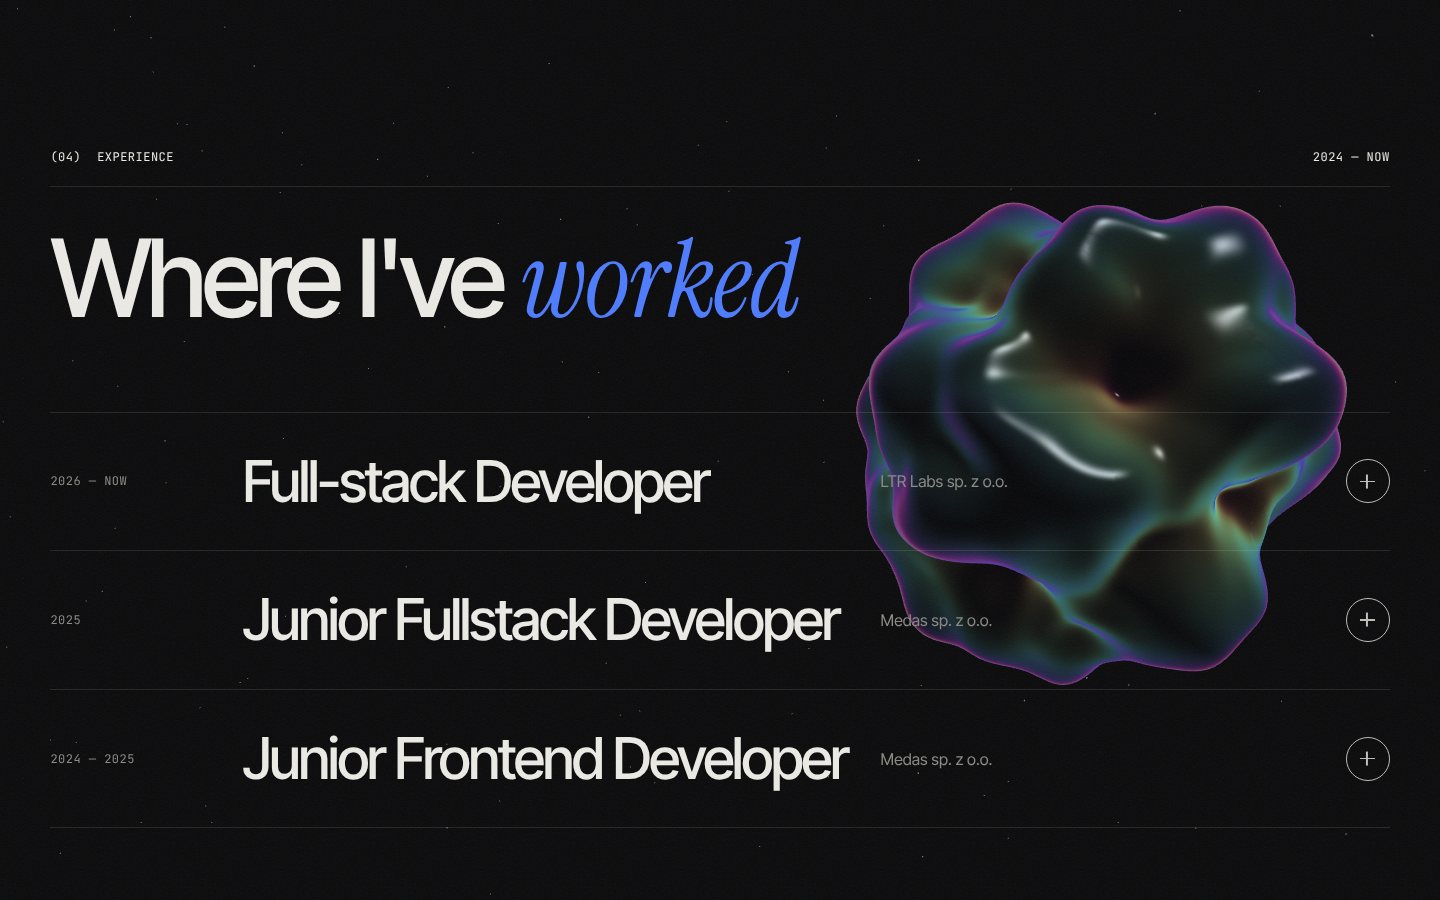 (04) EXPERIENCE
2024 — NOW
Where I've worked
2026 — NOW
Full-stack Developer
LTR Labs sp. z o.o.
2025
Junior Fullstack Developer
Medas sp. z o.o.
2024 — 2025
Junior Frontend Developer
Medas sp. z o.o.